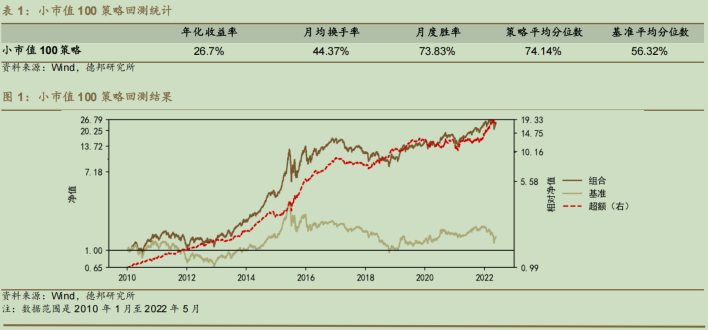 表 1：小市值 100 策略回测统计
年化收益率 月均换手率 月度胜率 策略平均分位数 基准平均分位数
小市值 100 策略 26.7% 44.37% 73.83% 74.14% 56.32%
资料来源：Wind，德邦研究所
图 1：小市值 100 策略回测结果
26.79
20.25
13.72
7.18
1.00
0.65
净值
2010 2012 2014 2016 2018 2020 2022
19.33
14.75
10.16
5.58
0.99
相对净值
组合
基准
超额（右）
资料来源：Wind，德邦研究所
注：数据范围是 2010 年 1 月至 2022 年 5 月